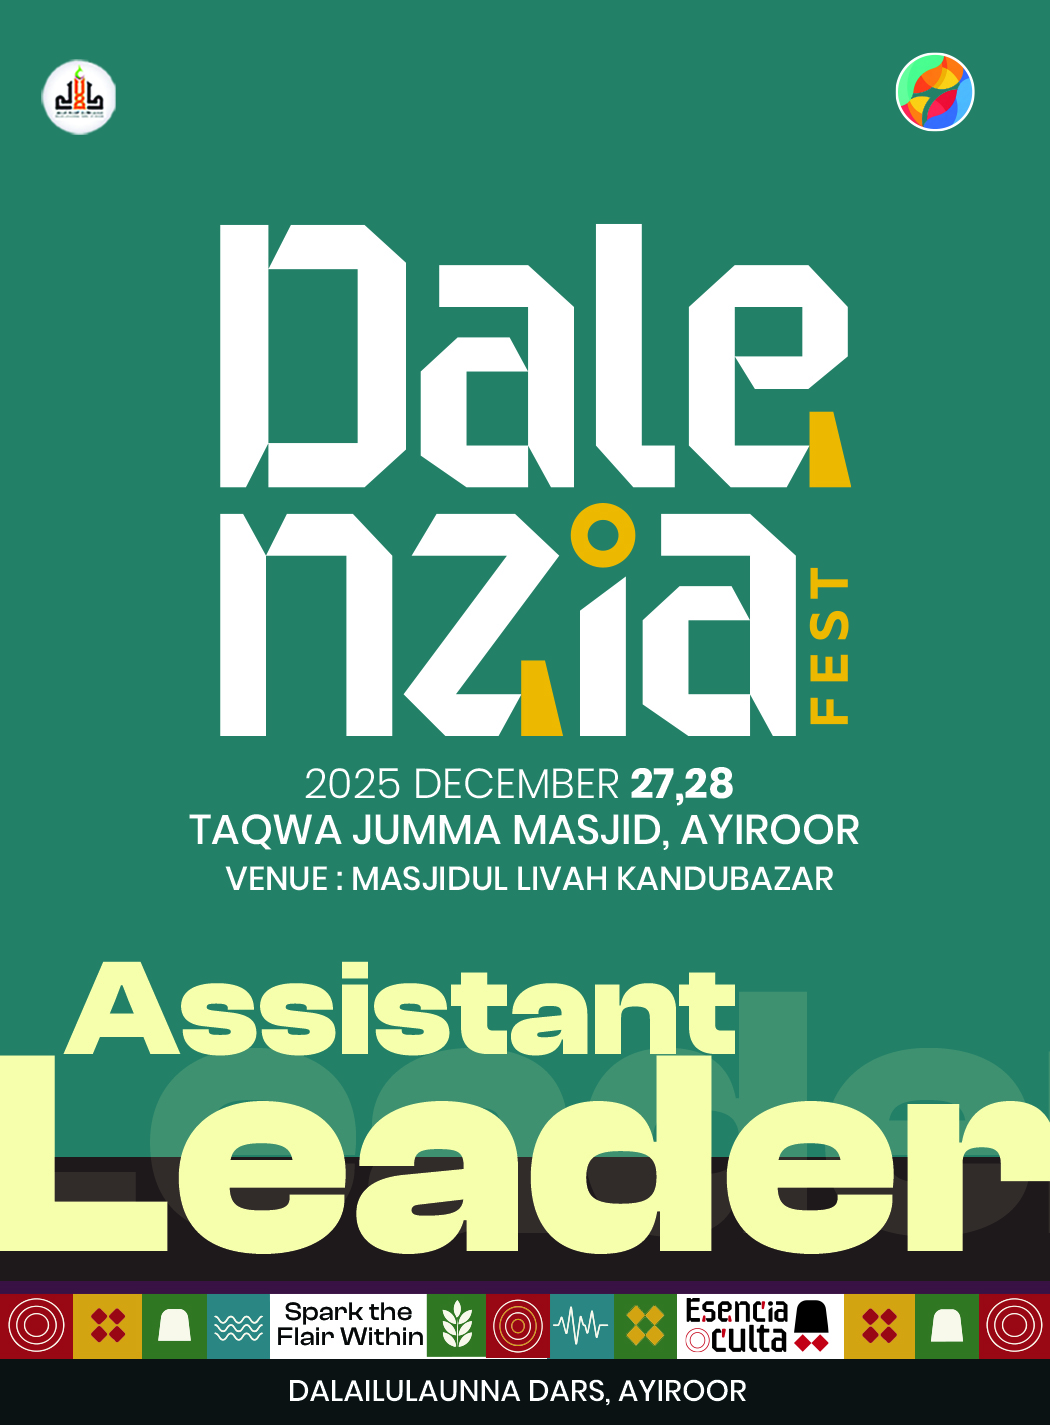 Dale
nzia
FEST
2025 DECEMBER 27,28
TAQWA JUMMA MASJID, AYIROOR
VENUE : MASJIDUL LIVAH KANDUBAZAR
Assistant
Leader
Spark the
Flair Within
Esencia
Oculta
DALAILULAUNNA DARS, AYIROOR